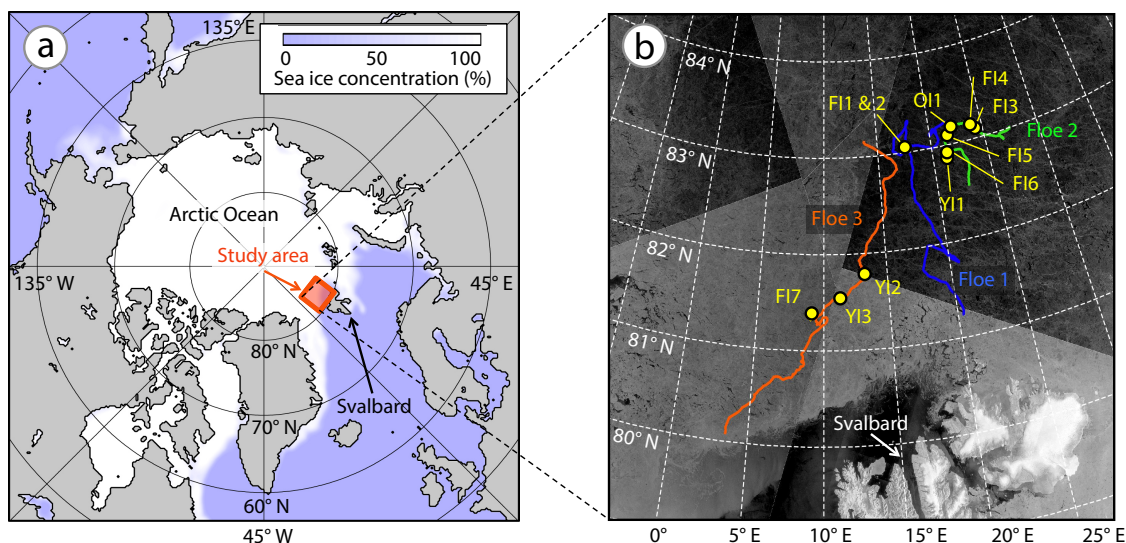 a
135° E
0 50 100
Sea ice concentration (%)
Arctic Ocean
Study area
135° W
45° E
80° N
Svalbard
70° N
60° N
45° W
b
84° N
FI4
OI1
FI1 & 2
FI3
Floe 2
83° N
FI5
FI6
YI1
Floe 3
82° N
Floe 1
YI2
FI7
YI3
81° N
80° N
Svalbard
0° 5° E 10° E 15° E 20° E 25° E